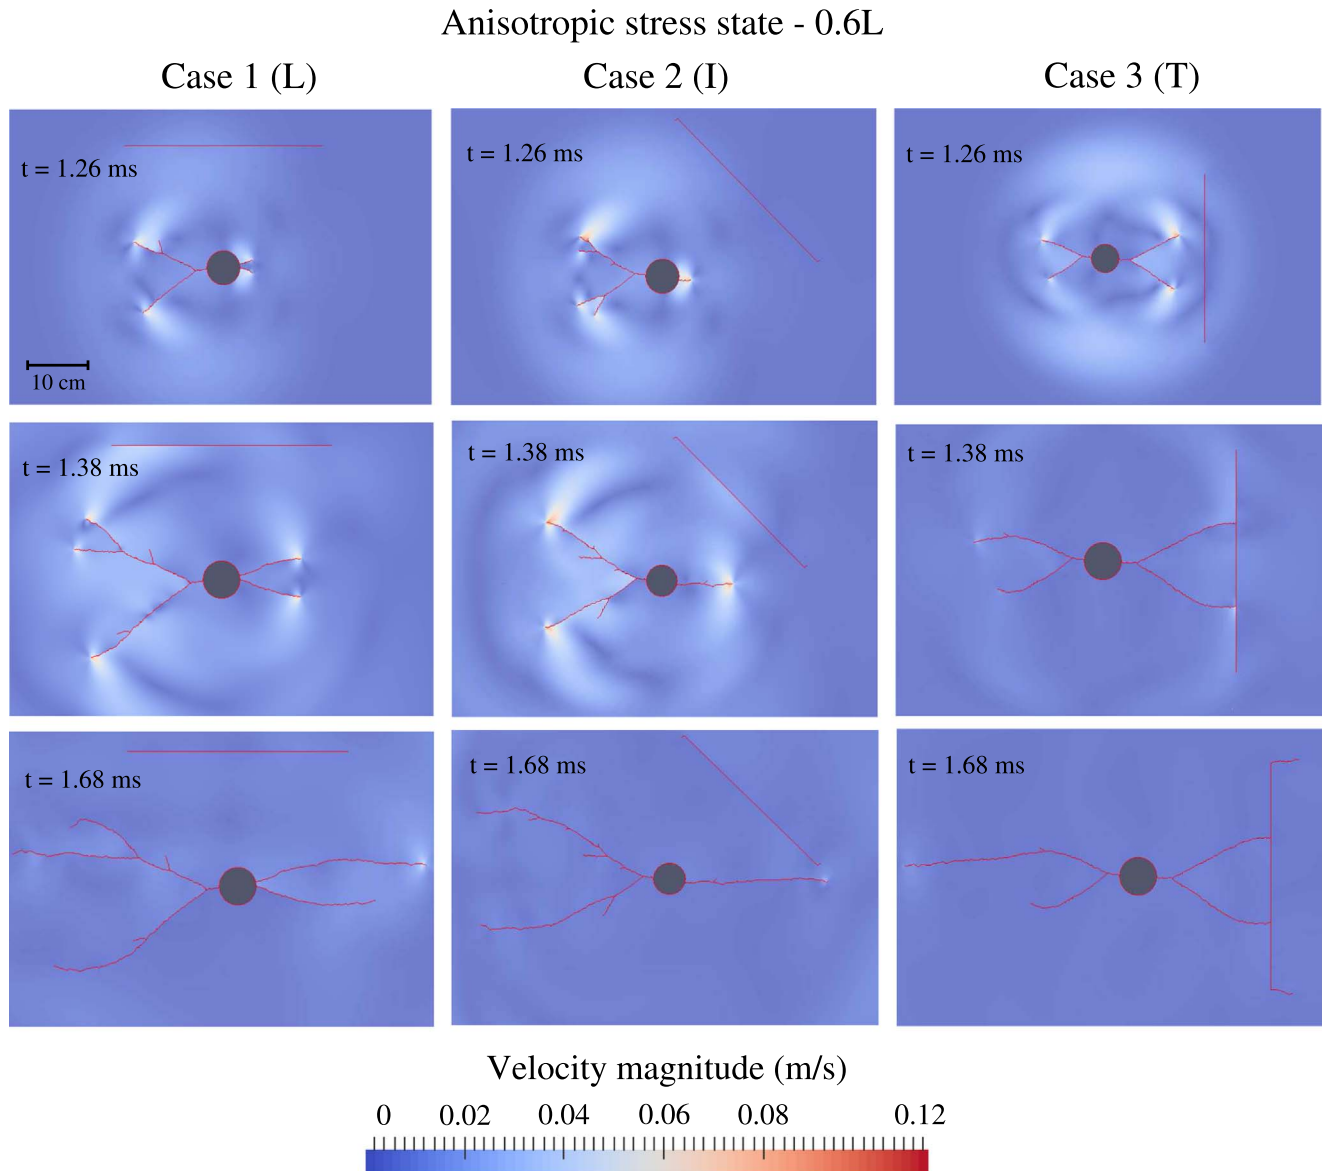 Anisotropic stress state - 0.6L
Case 1 (L)
Case 2 (I)
Case 3 (T)
t = 1.26 ms
t = 1.26 ms
t = 1.26 ms
10 cm
t = 1.38 ms
t = 1.38 ms
t = 1.38 ms
t = 1.68 ms
t = 1.68 ms
t = 1.68 ms
Velocity magnitude (m/s)
0 0.02 0.04 0.06 0.08 0.12